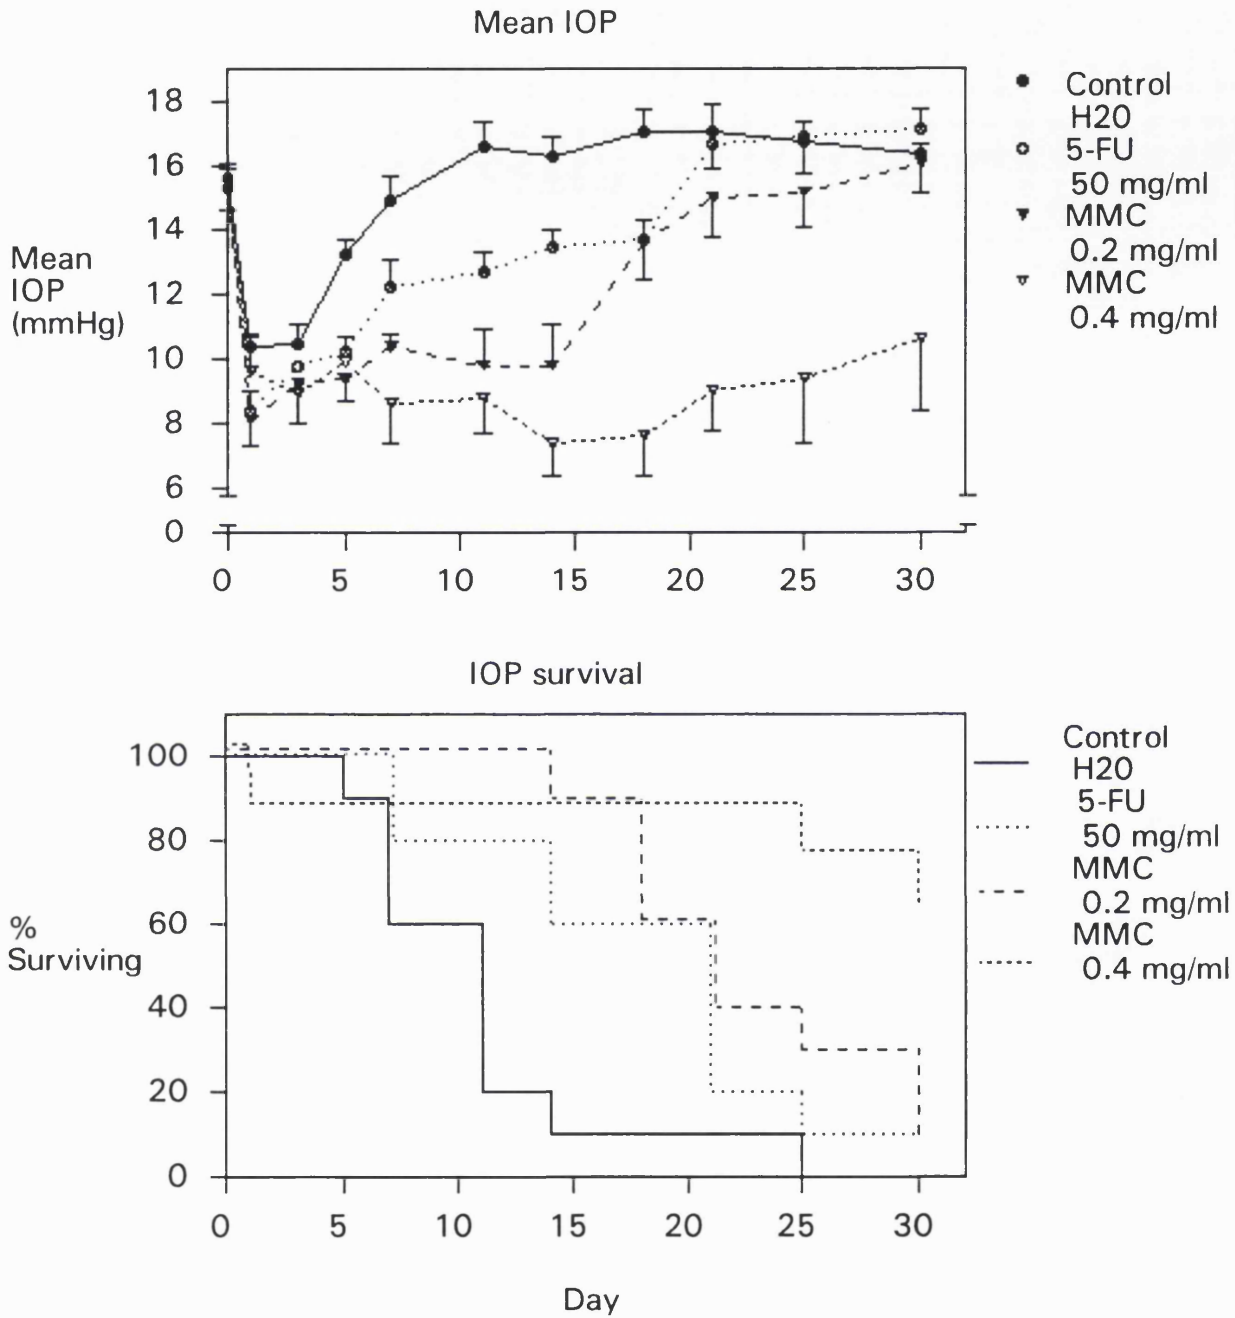 Mean IOP
18
16
14
12
10
8
6
0
Mean
IOP
(mmHg)
0 5 10 15 20 25 30
Control
H20
5-FU
50 mg/ml
MMC
0.2 mg/ml
MMC
0.4 mg/ml
IOP survival
100
80
60
40
20
0
%
Surviving
0 5 10 15 20 25 30
Day
Control
H20
5-FU
50 mg/ml
MMC
0.2 mg/ml
MMC
0.4 mg/ml